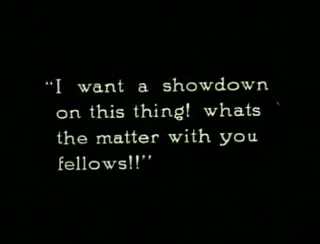 “I want a showdown
on this thing! whats
the matter with you
fellows!!”